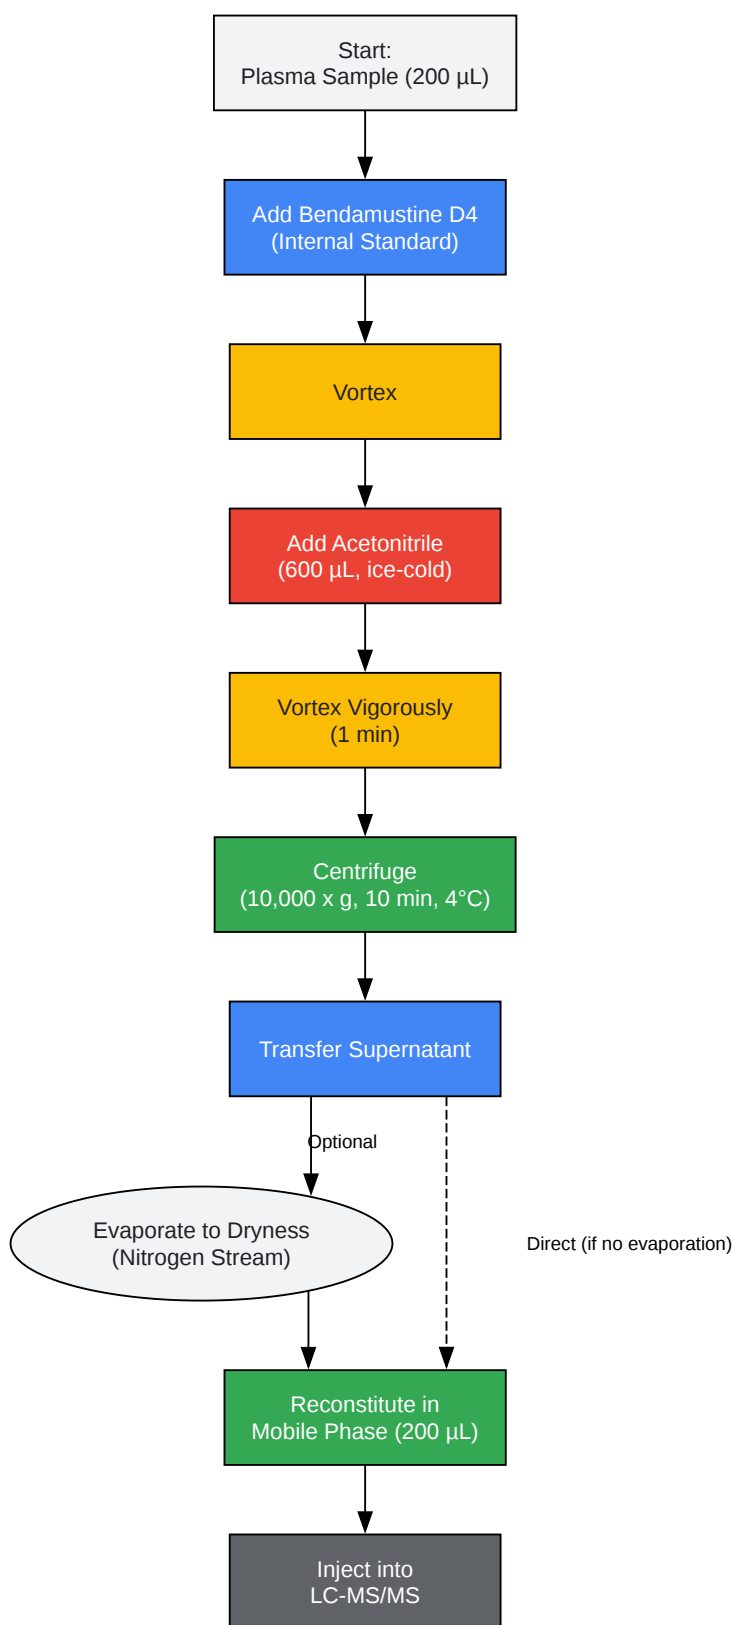 Start:
Plasma Sample (200 µL)
Add Bendamustine D4
(Internal Standard)
Vortex
Add Acetonitrile
(600 µL, ice-cold)
Vortex Vigorously
(1 min)
Centrifuge
(10,000 x g, 10 min, 4°C)
Transfer Supernatant
Optional
Evaporate to Dryness
(Nitrogen Stream)
Direct (if no evaporation)
Reconstitute in
Mobile Phase (200 µL)
Inject into
LC-MS/MS